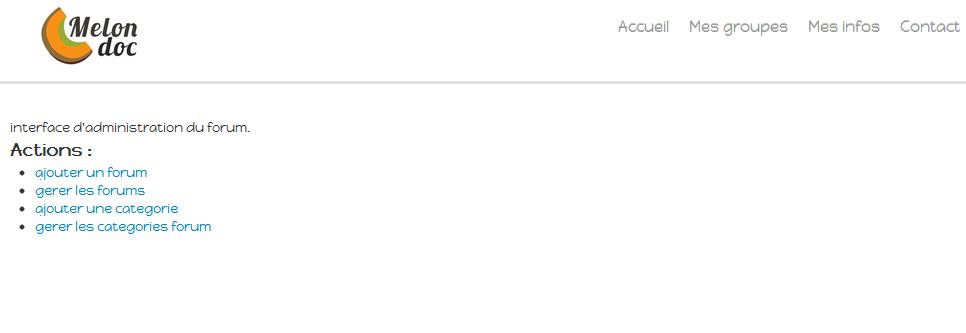 Melon
doc
Accueil Mes groupes Mes infos Contact
interface d'administration du forum.
Actions :
ajouter un forum
gerer les forums
ajouter une categorie
gerer les categories forum